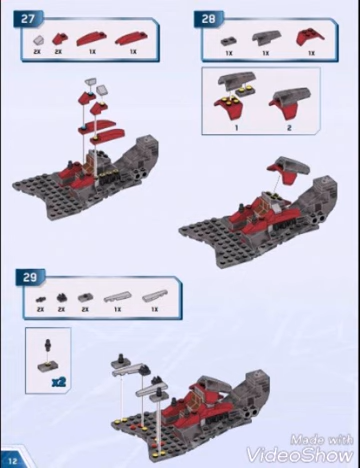 27
2X 2X 1X 1X
28
1X 1X 1X
1 2
29
2X 2X 2X 1X 1X
x2
12
Made with
VideoShow